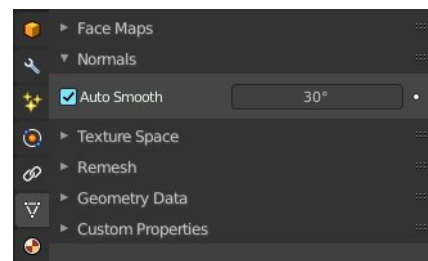 Face Maps
Normals
Auto Smooth 30°
Texture Space
Remesh
Geometry Data
Custom Properties